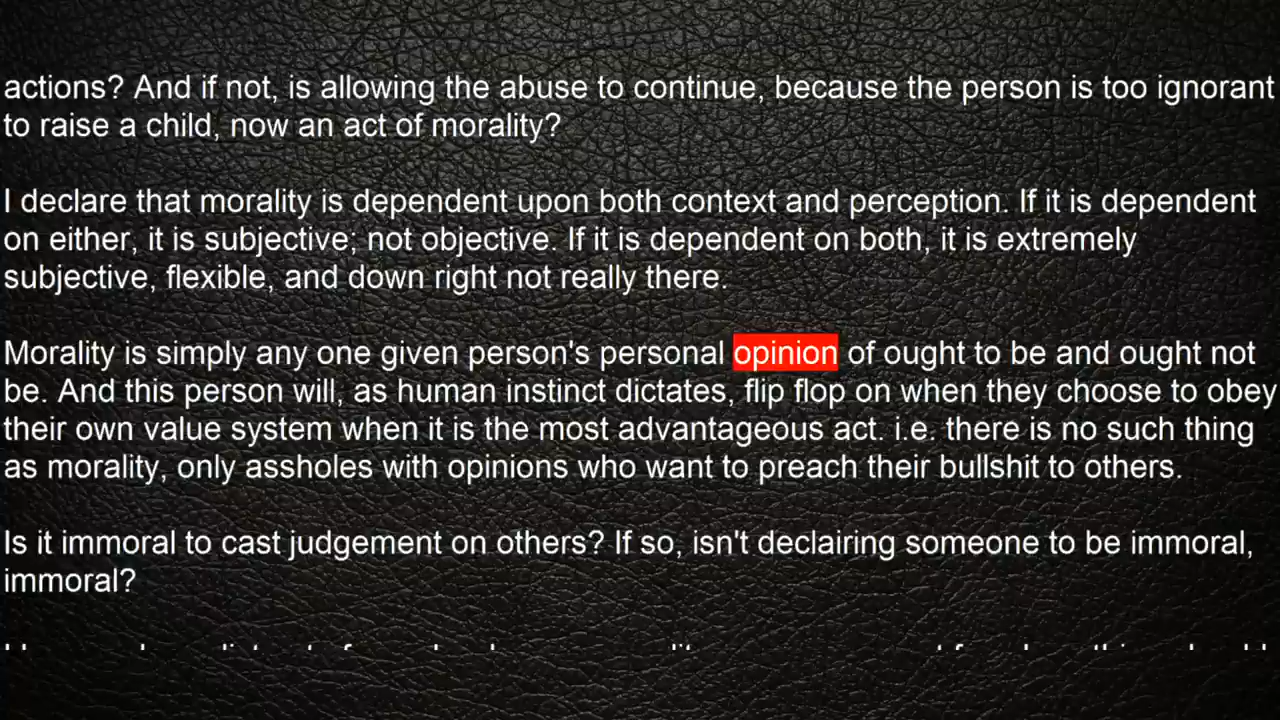 actions? And if not, is allowing the abuse to continue, because the person is too ignorant
to raise a child, now an act of morality?
I declare that morality is dependent upon both context and perception. If it is dependent
on either, it is subjective; not objective. If it is dependent on both, it is extremely
subjective, flexible, and down right not really there.
Morality is simply any one given person's personal opinion of ought to be and ought not
be. And this person will, as human instinct dictates, flip flop on when they choose to obey
their own value system when it is the most advantageous act. i.e. there is no such thing
as morality, only assholes with opinions who want to preach their bullshit to others.
Is it immoral to cast judgement on others? If so, isn't declairing someone to be immoral,
immoral?